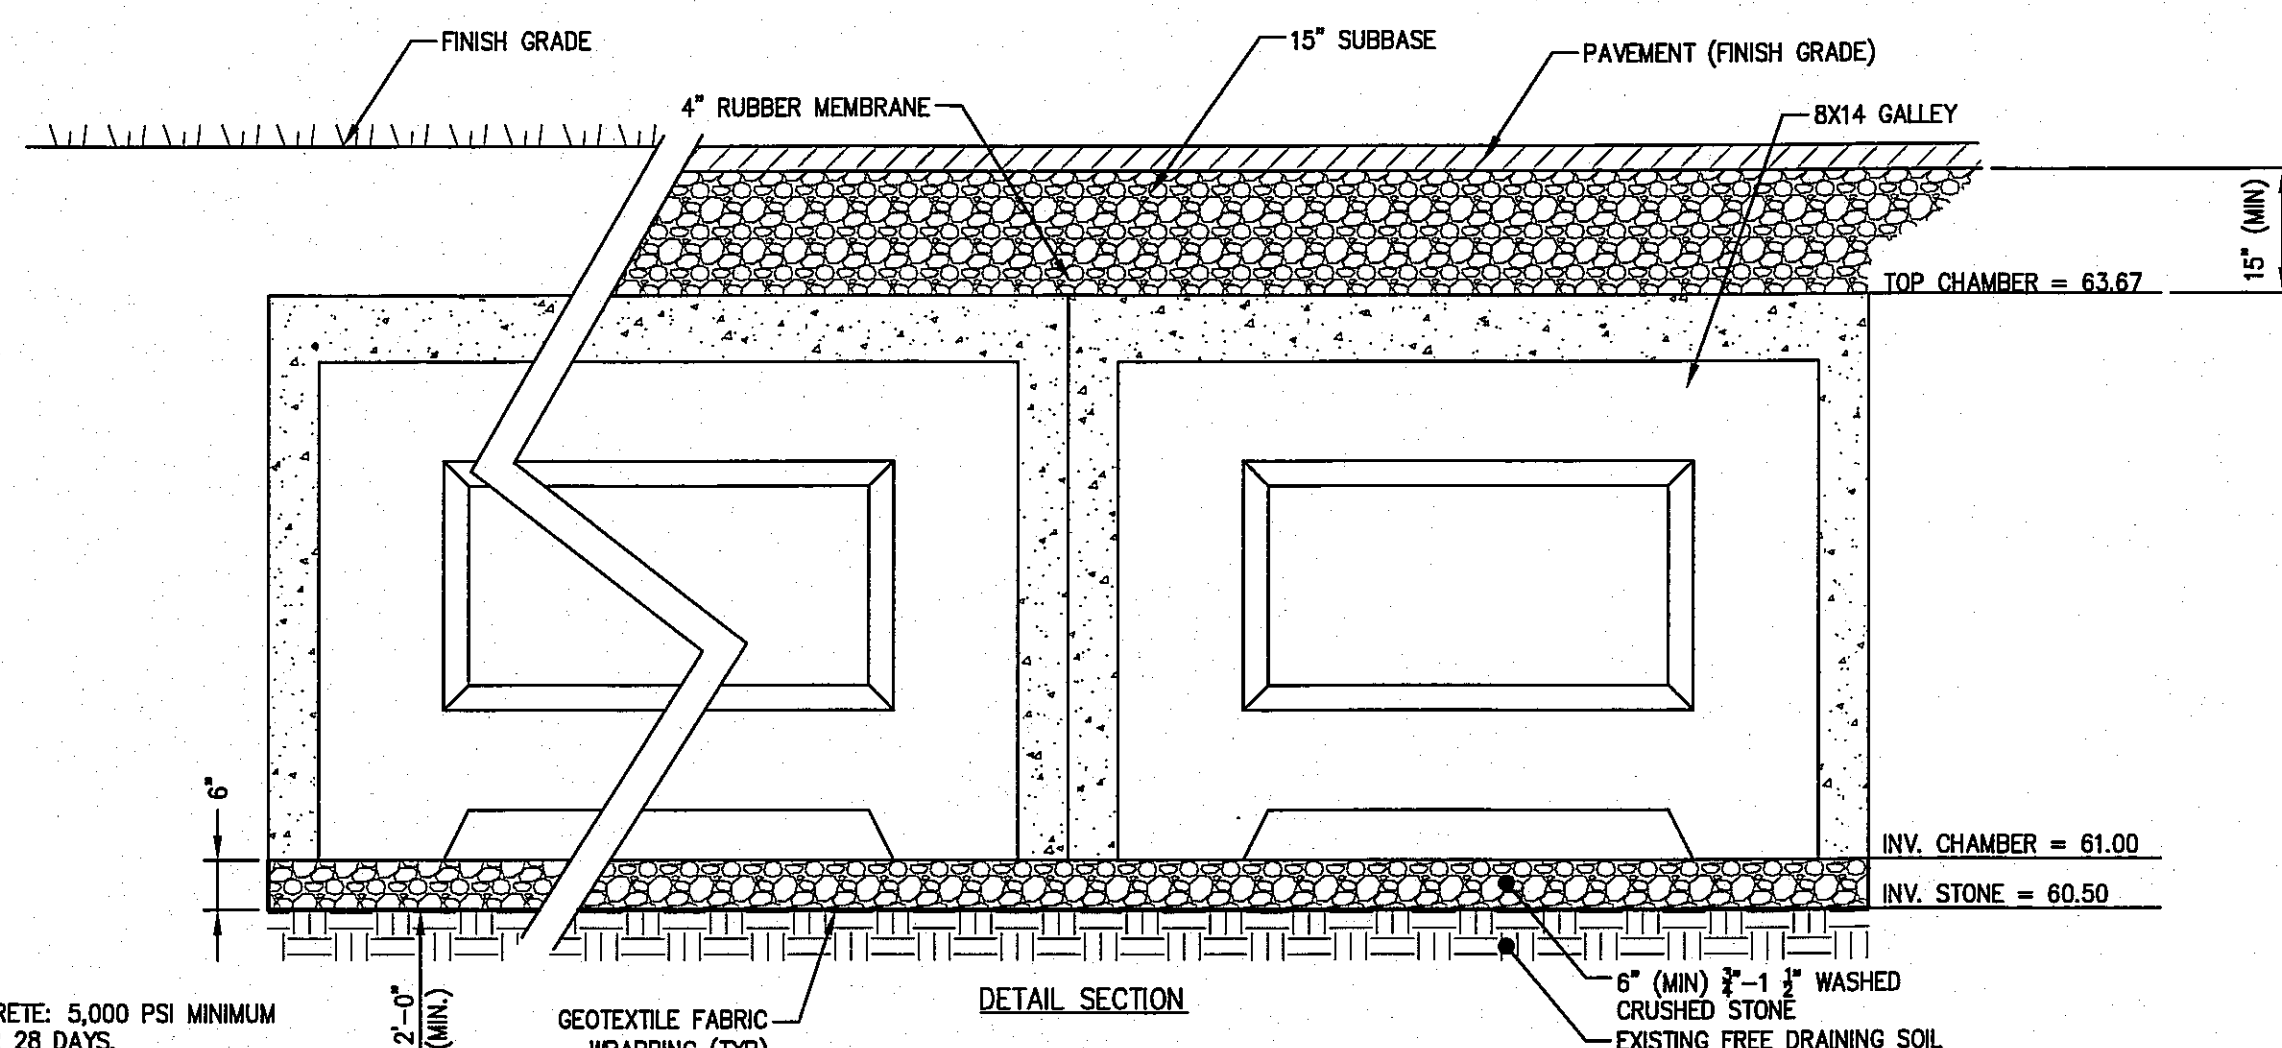 FINISH GRADE
15" SUBBASE
PAVEMENT (FINISH GRADE)
4" RUBBER MEMBRANE
8X14 GALLEY
15" (MIN)
TOP CHAMBER = 63.67
6"
INV. CHAMBER = 61.00
INV. STONE = 60.50
6" (MIN) 3/4"-1 1/2" WASHED
CRUSHED STONE
EXISTING FREE DRAINING SOIL
DETAIL SECTION
GEOTEXTILE FABRIC
WRAPPING (TYP)
2'-0"
(MIN.)
RETE: 5,000 PSI MINIMUM
28 DAYS.